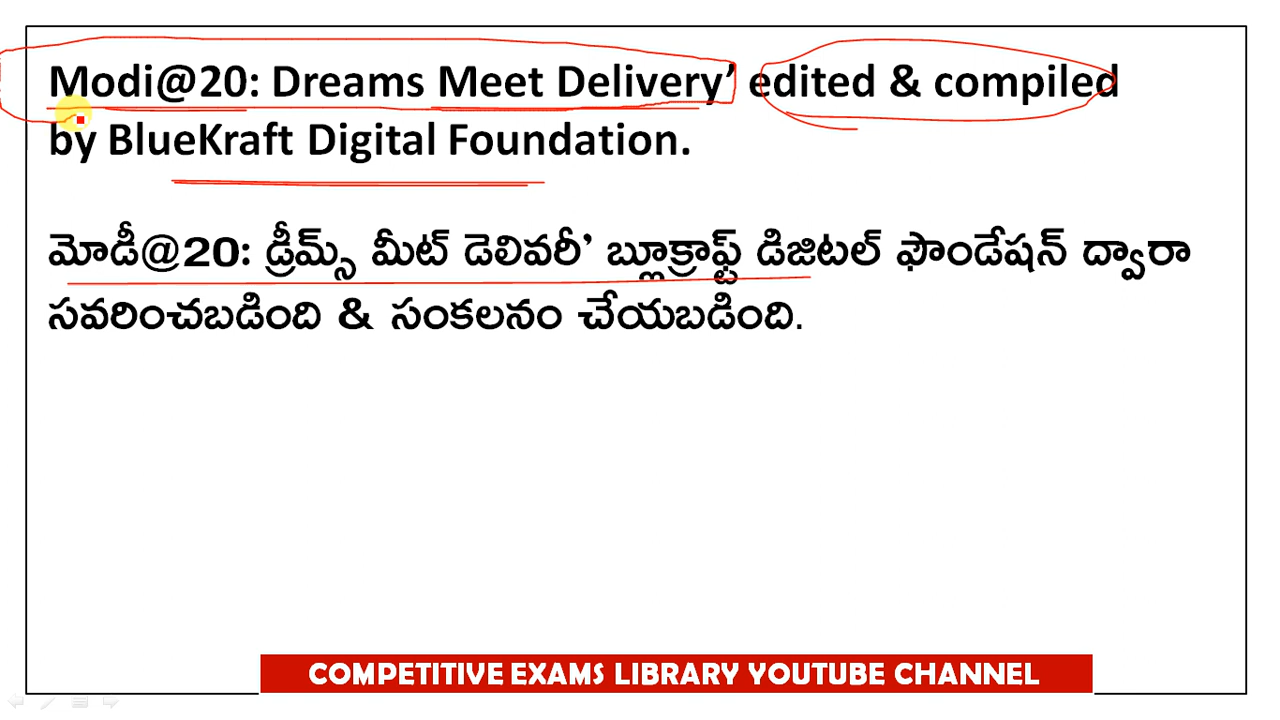 Modi@20: Dreams Meet Delivery’ edited & compiled
by BlueKraft Digital Foundation.
మోడీ@20: డ్రీమ్స్ మీట్ డెలివరీ’ బ్లూక్రాఫ్ట్ డిజిటల్ ఫౌండేషన్ ద్వారా
సవరించబడింది & సంకలనం చేయబడింది.
COMPETITIVE EXAMS LIBRARY YOUTUBE CHANNEL